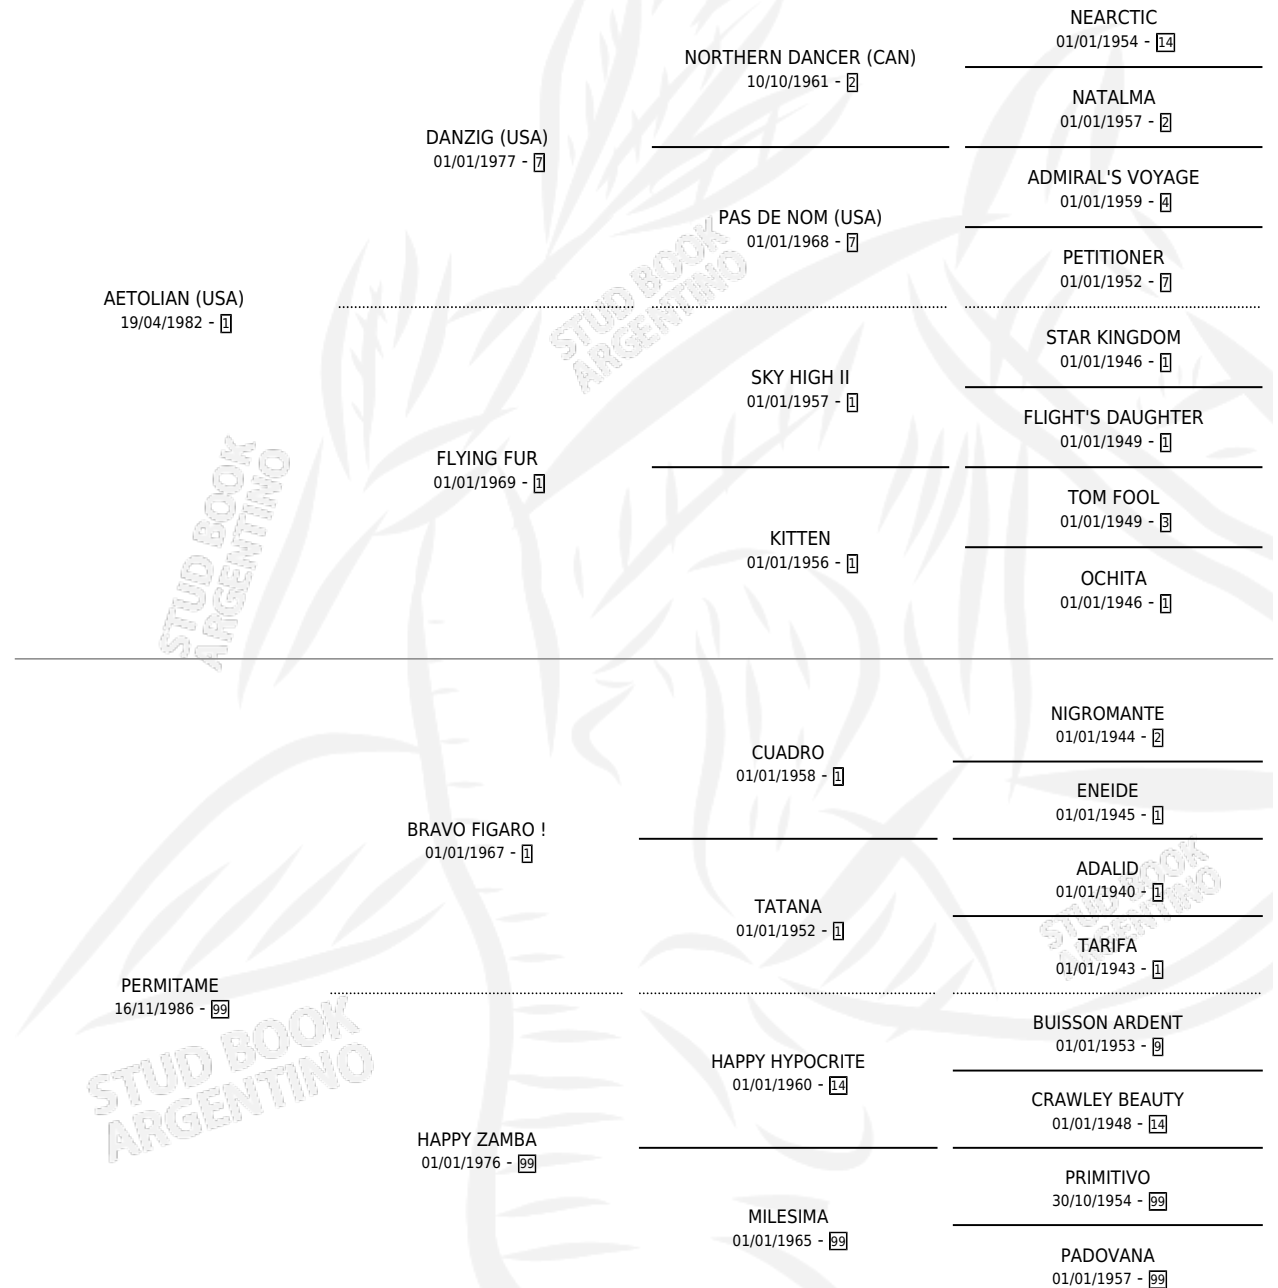 NEARCTIC
01/01/1954 - 14
NORTHERN DANCER (CAN)
10/10/1961 - 2
NATALMA
01/01/1957 - 2
DANZIG (USA)
01/01/1977 - 7
ADMIRAL'S VOYAGE
01/01/1959 - 4
PAS DE NOM (USA)
01/01/1968 - 7
PETITIONER
01/01/1952 - 7
AETOLIAN (USA)
19/04/1982 - 1
STUD BOOK
ARGENTINO
STAR KINGDOM
01/01/1946 - 1
SKY HIGH II
01/01/1957 - 1
FLIGHT'S DAUGHTER
01/01/1949 - 1
FLYING FUR
01/01/1969 - 1
TOM FOOL
01/01/1949 - 3
KITTEN
01/01/1956 - 1
OCHITA
01/01/1946 - 1
STUD BOOK
ARGENTINO
NIGROMANTE
01/01/1944 - 2
CUADRO
01/01/1958 - 1
ENEIDE
01/01/1945 - 1
BRAVO FIGARO !
01/01/1967 - 1
ADALID
01/01/1940 - 1
TATANA
01/01/1952 - 1
STUD BOOK
ARGENTINO
TARIFA
01/01/1943 - 1
PERMITAME
16/11/1986 - 99
BUISSON ARDENT
01/01/1953 - 9
HAPPY HYPOCRITE
01/01/1960 - 14
STUD BOOK
ARGENTINO
CRAWLEY BEAUTY
01/01/1948 - 14
HAPPY ZAMBA
01/01/1976 - 99
PRIMITIVO
30/10/1954 - 99
MILESIMA
01/01/1965 - 99
PADOVANA
01/01/1957 - 99